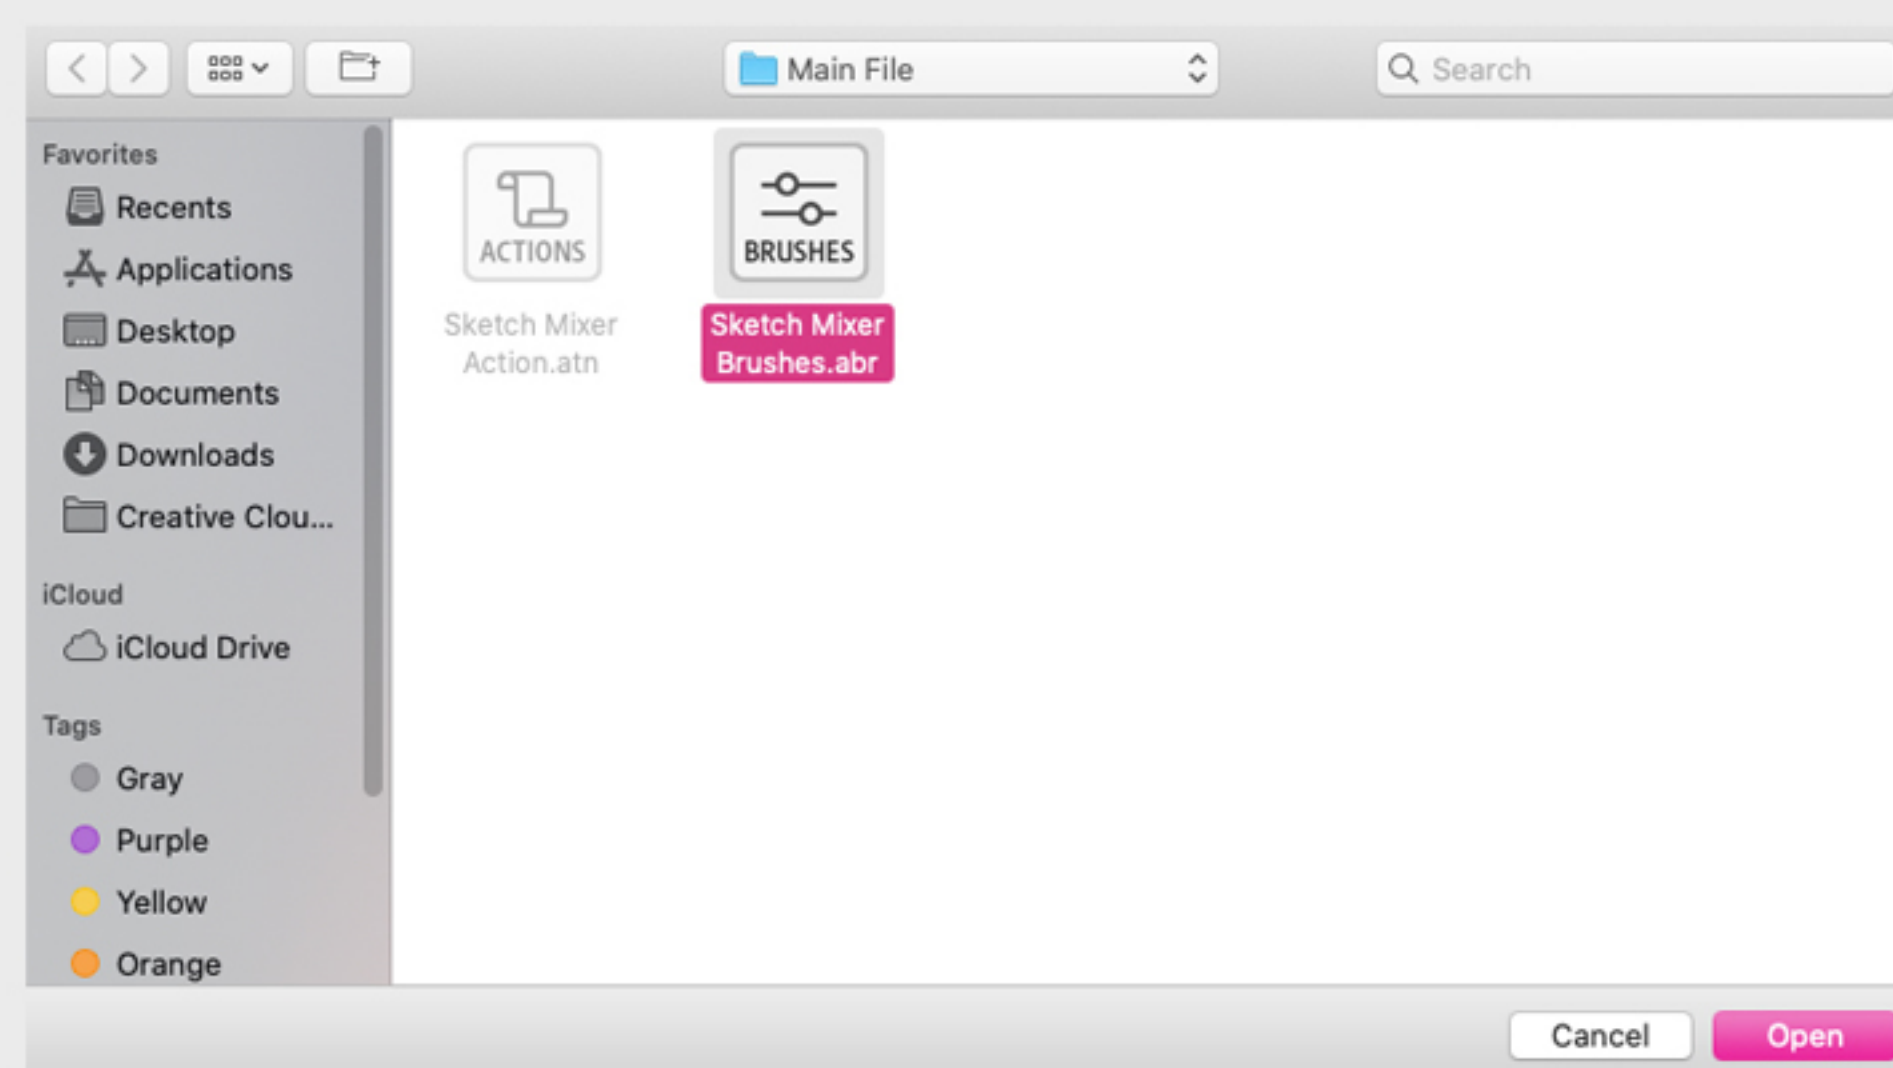 Main File
Search
Favorites
Recents
Applications
Desktop
Documents
Downloads
Creative Clou...
iCloud
iCloud Drive
Tags
Gray
Purple
Yellow
Orange
ACTIONS
Sketch Mixer
Action.atn
BRUSHES
Sketch Mixer
Brushes.abr
Cancel
Open